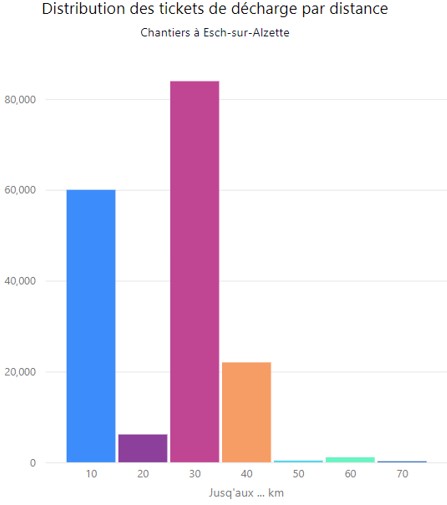 Distribution des tickets de décharge par distance
Chantiers à Esch-sur-Alzette
80,000
60,000
40,000
20,000
0
10 20 30 40 50 60 70
Jusq'aux ... km